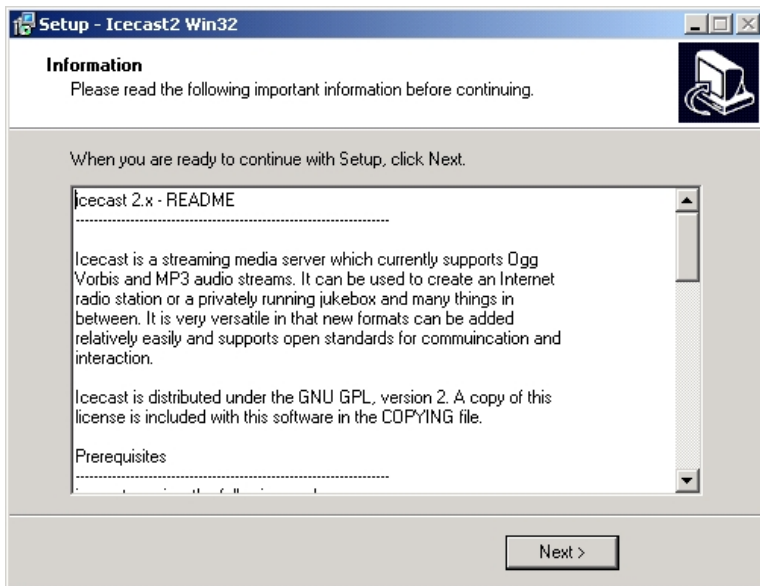 Setup - Icecast2 Win32
Information
Please read the following important information before continuing.
When you are ready to continue with Setup, click Next.
icecast 2.x - README
---------------------------------------------------------------------
Icecast is a streaming media server which currently supports Ogg
Vorbis and MP3 audio streams. It can be used to create an Internet
radio station or a privately running jukebox and many things in
between. It is very versatile in that new formats can be added
relatively easily and supports open standards for commuincation and
interaction.
Icecast is distributed under the GNU GPL, version 2. A copy of this
license is included with this software in the COPYING file.
Prerequisites
---------------------------------------------------------------------
Next >